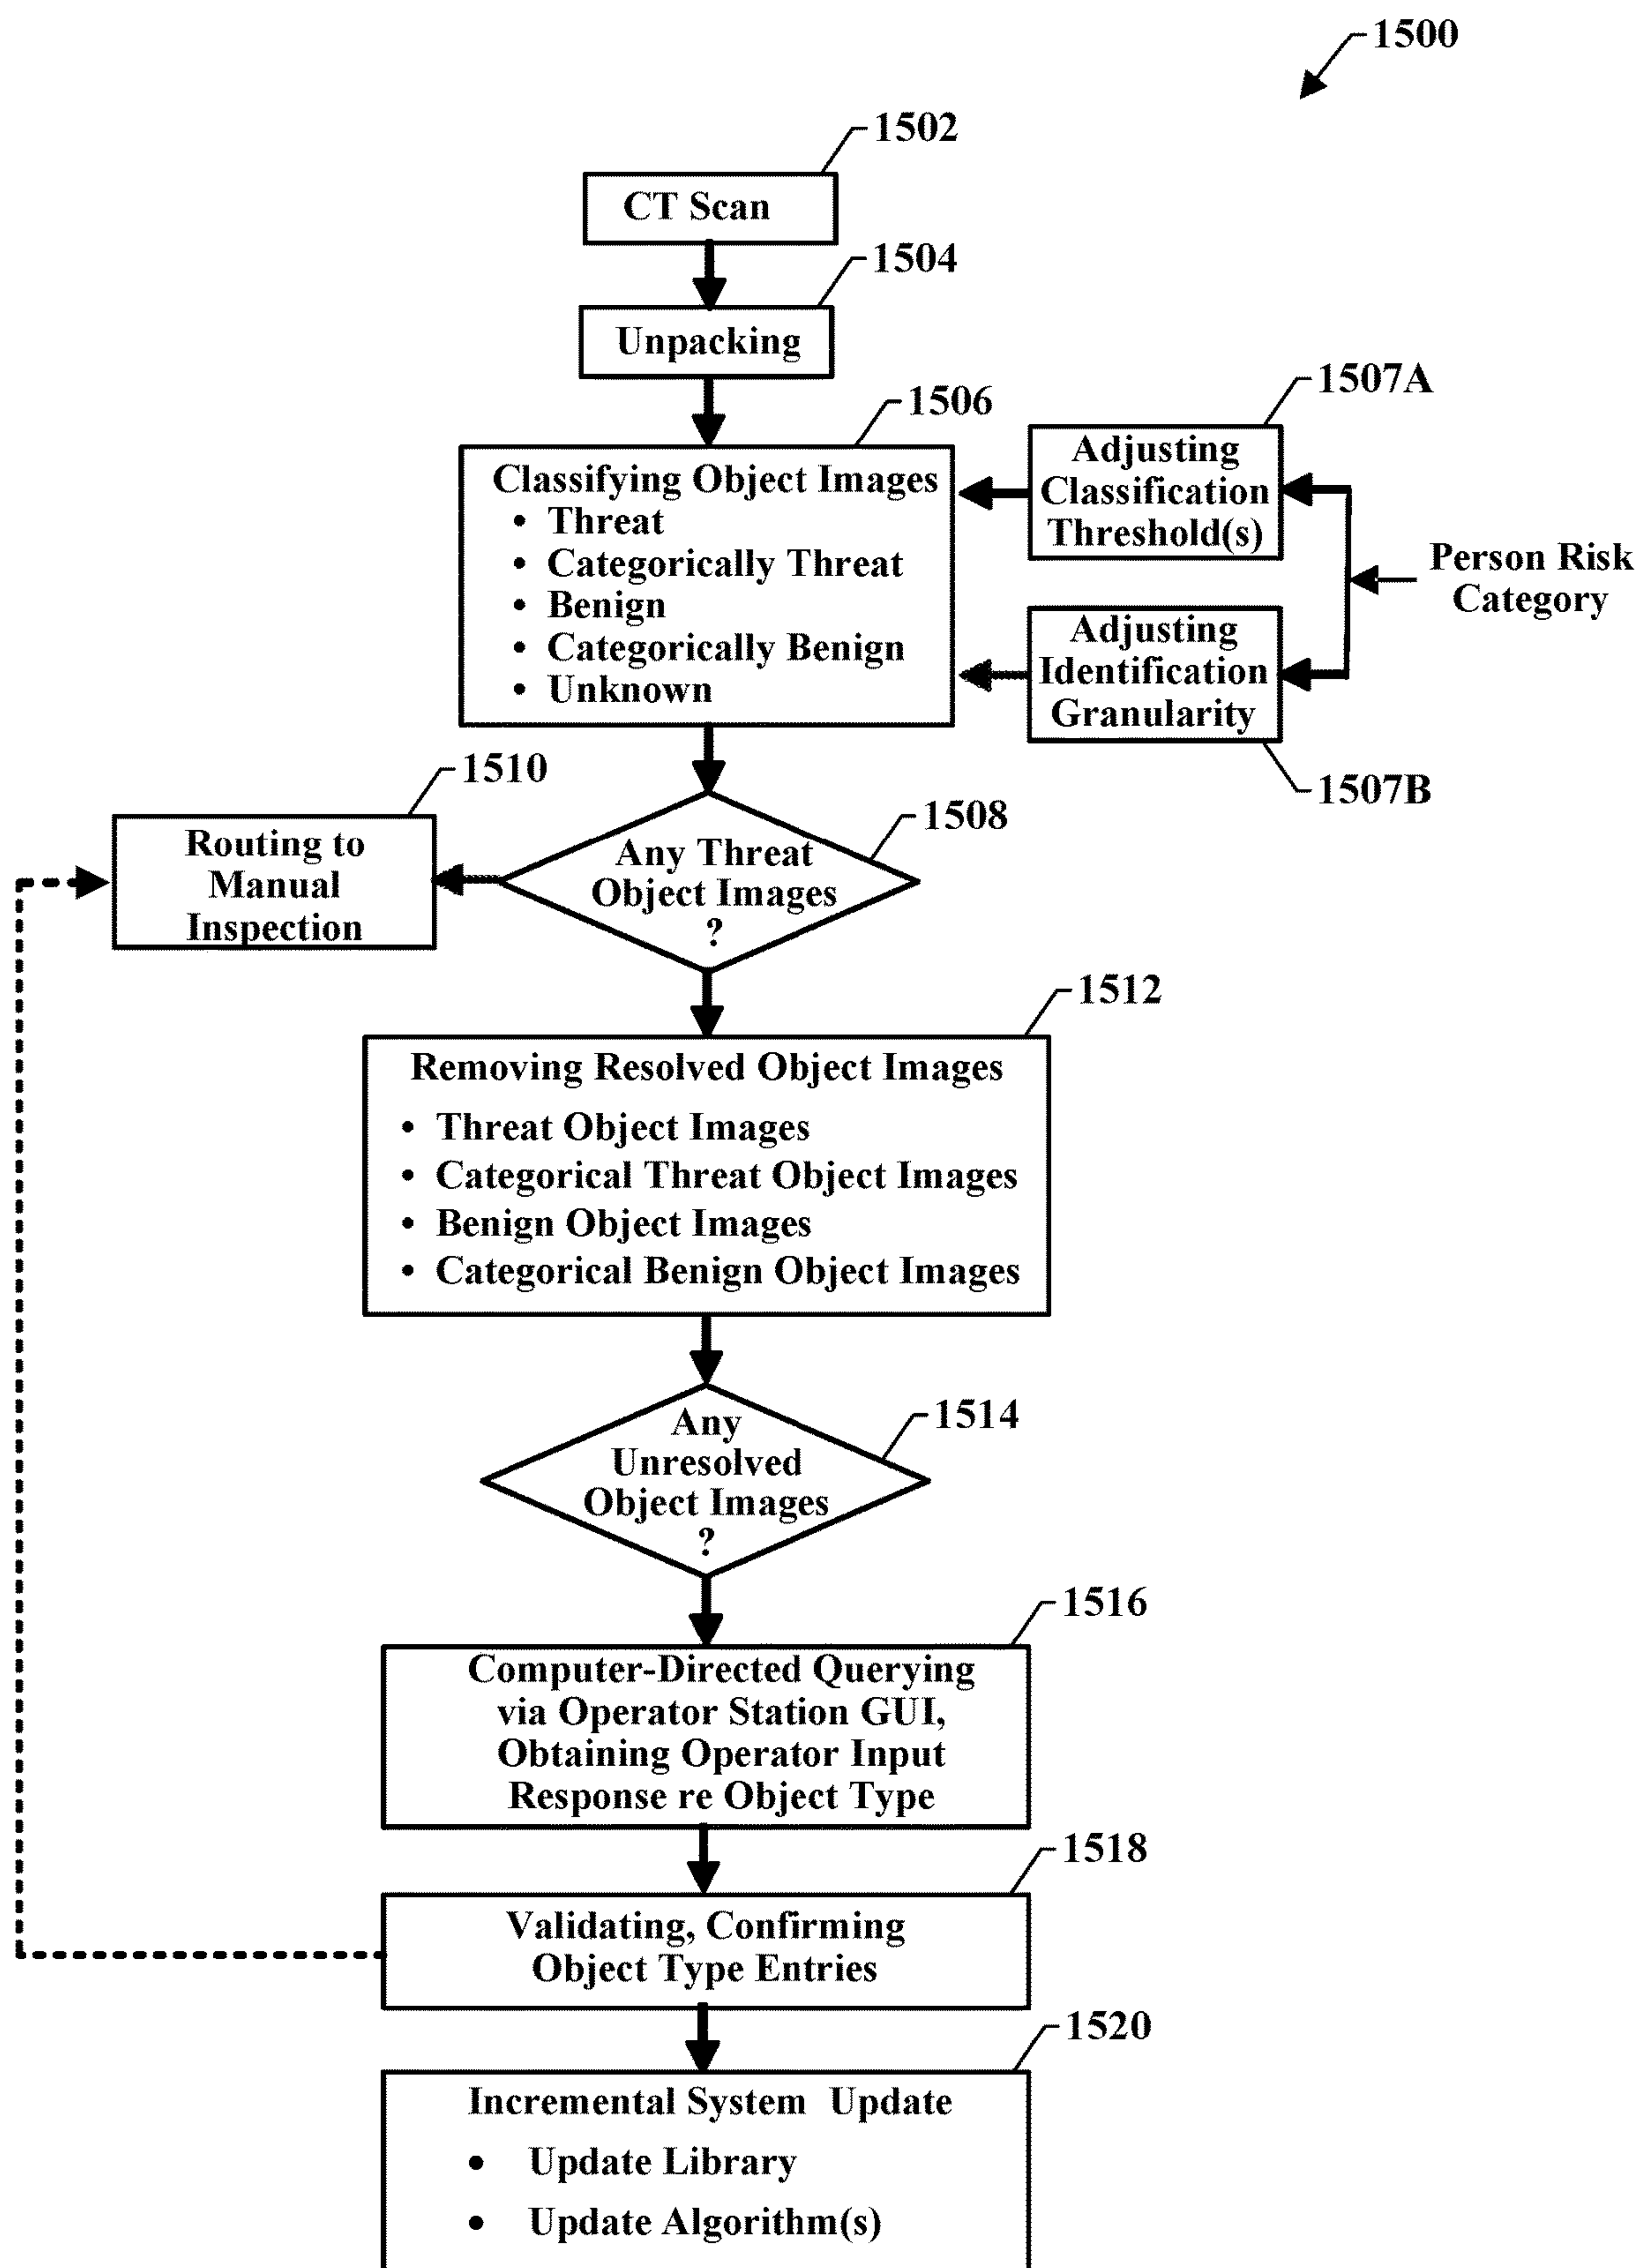 1500
1502
CT Scan
1504
Unpacking
1506
Classifying Object Images
• Threat
• Categorically Threat
• Benign
• Categorically Benign
• Unknown
1507A
Adjusting
Classification
Threshold(s)
Person Risk
Category
Adjusting
Identification
Granularity
1507B
1510
Routing to
Manual
Inspection
1508
Any Threat
Object Images
?
1512
Removing Resolved Object Images
• Threat Object Images
• Categorical Threat Object Images
• Benign Object Images
• Categorical Benign Object Images
1514
Any
Unresolved
Object Images
?
1516
Computer-Directed Querying
via Operator Station GUI,
Obtaining Operator Input
Response re Object Type
1518
Validating, Confirming
Object Type Entries
1520
Incremental System Update
• Update Library
• Update Algorithm(s)